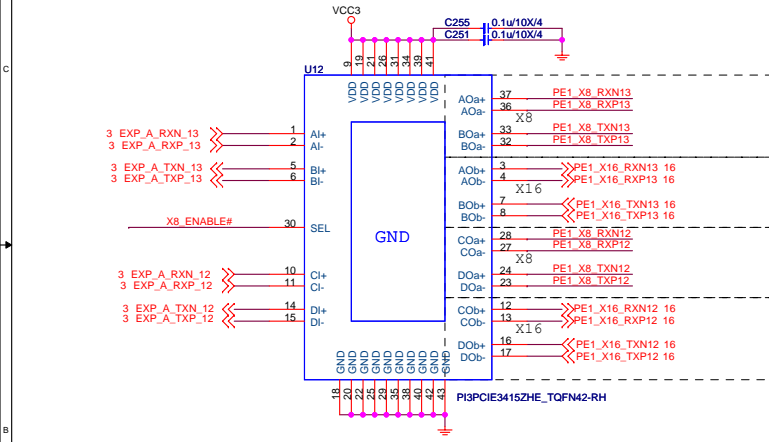 VCC3
C255 0.1u/10X/4
C251 0.1u/10X/4
C
U12
9 19 21 26 31 34 39 41
VDD VDD VDD VDD VDD VDD VDD VDD
AOa+ 37 PE1_X8_RXN13
AOa- 36 PE1_X8_RXP13
X8
3 EXP_A_RXN_13 1 AI+
3 EXP_A_RXP_13 2 AI-
BOa+ 33 PE1_X8_TXN13
BOa- 32 PE1_X8_TXP13
3 EXP_A_TXN_13 5 BI+
3 EXP_A_TXP_13 6 BI-
AOb+ 3 PE1_X16_RXN13 16
AOb- 4 PE1_X16_RXP13 16
X16
BOb+ 7 PE1_X16_TXN13 16
BOb- 8 PE1_X16_TXP13 16
X8_ENABLE# 30 SEL
GND
COa+ 28 PE1_X8_RXN12
COa- 27 PE1_X8_RXP12
X8
3 EXP_A_RXN_12 10 CI+
3 EXP_A_RXP_12 11 CI-
DOa+ 24 PE1_X8_TXN12
DOa- 23 PE1_X8_TXP12
3 EXP_A_TXN_12 14 DI+
3 EXP_A_TXP_12 15 DI-
COb+ 12 PE1_X16_RXN12 16
COb- 13 PE1_X16_RXP12 16
X16
DOb+ 16 PE1_X16_TXN12 16
DOb- 17 PE1_X16_TXP12 16
GND GND GND GND GND GND GND GND GND GND
18 20 22 25 29 35 38 40 42 43
PI3PCIE3415ZHE_TQFN42-RH
B